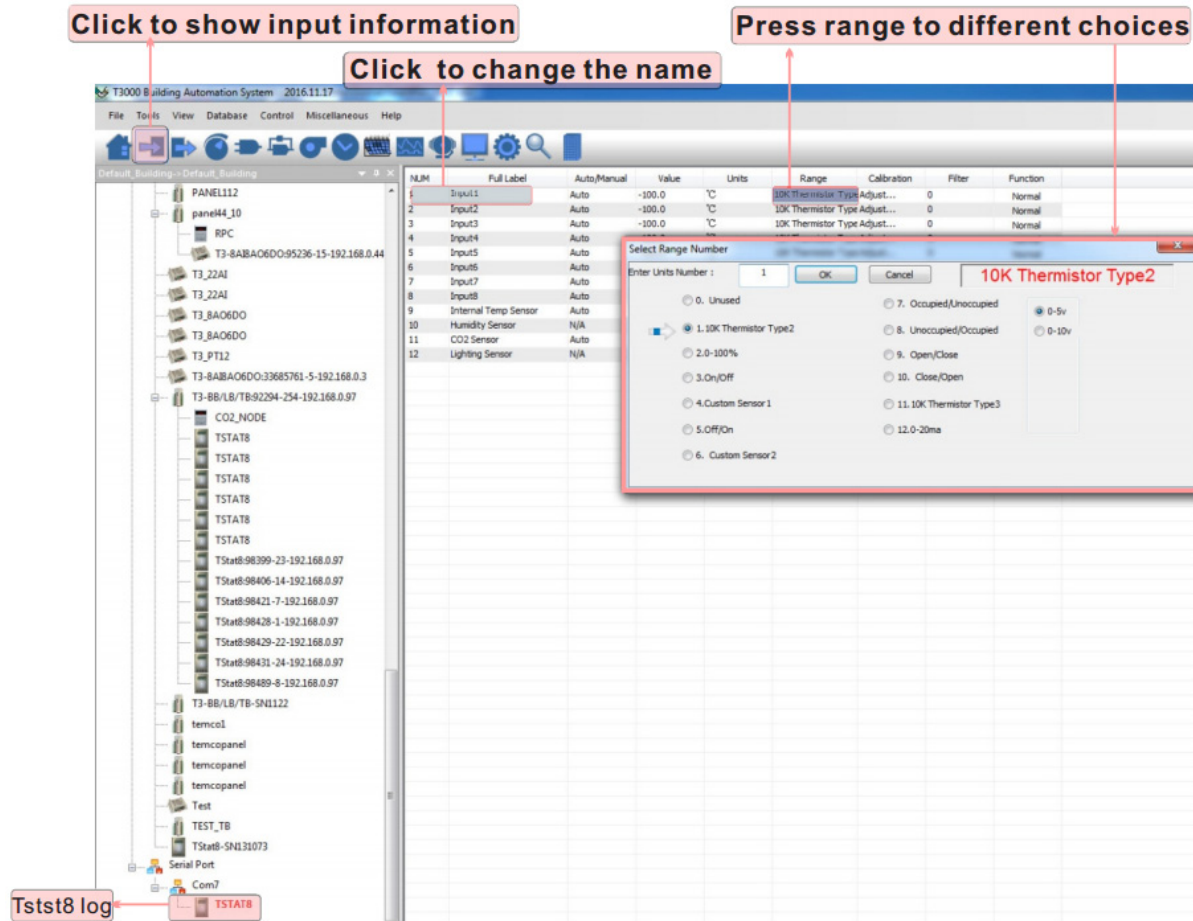 Click to show input information
Press range to different choices
Click to change the name
T3000 Building Automation System 2016.11.17
File Tools View Database Control Miscellaneous Help
Default_Building->Default_Building
PANEL112
panel44_10
RPC
T3-8AIBAO6DO:95236-15-192.168.0.44
T3_22AI
T3_22AI
T3_8AO6DO
T3_8AO6DO
T3_PT12
T3-8AIBAO6DO:33685761-5-192.168.0.3
T3-BB/LB/TB:92294-254-192.168.0.97
CO2_NODE
TSTAT8
TSTAT8
TSTAT8
TSTAT8
TSTAT8
TSTAT8
TStat8:98399-23-192.168.0.97
TStat8:98406-14-192.168.0.97
TStat8:98421-7-192.168.0.97
TStat8:98428-1-192.168.0.97
TStat8:98429-22-192.168.0.97
TStat8:98431-24-192.168.0.97
TStat8:98489-8-192.168.0.97
T3-BB/LB/TB-SN1122
temco1
temcopanel
temcopanel
temcopanel
Test
TEST_TB
TStat8-SN131073
Serial Port
Com7
TSTAT8
Tstst8 log
NUM Full Label Auto/Manual Value Units Range Calibration Filter Function
1 Input1 Auto -100.0 °C 10K Thermistor Type Adjust... 0 Normal
2 Input2 Auto -100.0 °C 10K Thermistor Type Adjust... 0 Normal
3 Input3 Auto -100.0 °C 10K Thermistor Type Adjust... 0 Normal
4 Input4 Auto
5 Input5 Auto
6 Input6 Auto
7 Input7 Auto
8 Input8 Auto
9 Internal Temp Sensor Auto
10 Humidity Sensor N/A
11 CO2 Sensor Auto
12 Lighting Sensor N/A
Select Range Number
Enter Units Number : 1 OK Cancel 10K Thermistor Type2
0. Unused
1.10K Thermistor Type2
2.0-100%
3.On/Off
4.Custom Sensor1
5.Off/On
6. Custom Sensor2
7. Occupied/Unoccupied
8. Unoccupied/Occupied
9. Open/Close
10. Close/Open
11.10K Thermistor Type3
12.0-20ma
0-5v
0-10v